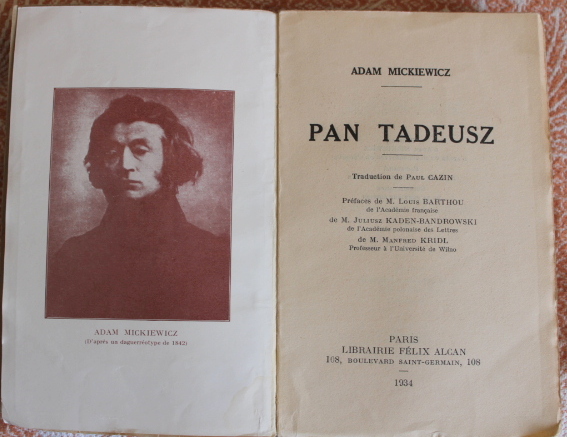 ADAM MICKIEWICZ
(D'après un daguerréotype de 1842)
ADAM MICKIEWICZ
PAN TADEUSZ
Traduction de PAUL CAZIN
Préfaces de M. LOUIS BARTHOU
de l'Académie française
de M. JULIUSZ KADEN-BANDROWSKI
de l'Académie polonaise des Lettres
de M. MANFRED KRIDL
Professeur à l'Université de Wilno
PARIS
LIBRAIRIE FÉLIX ALCAN
108, BOULEVARD SAINT-GERMAIN, 108
1934